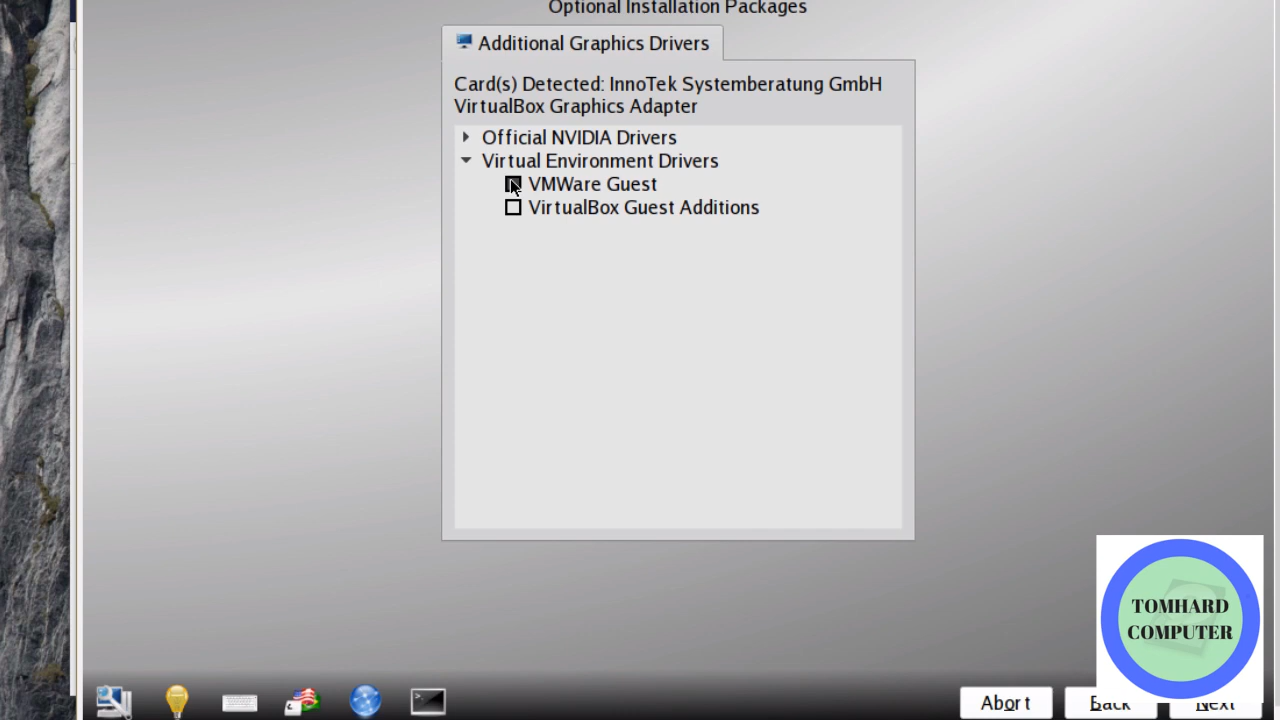 Optional Installation Packages
Additional Graphics Drivers
Card(s) Detected: InnoTek Systemberatung GmbH
VirtualBox Graphics Adapter
Official NVIDIA Drivers
Virtual Environment Drivers
VMWare Guest
VirtualBox Guest Additions
TOMHARD
COMPUTER
Abort
Back
Next